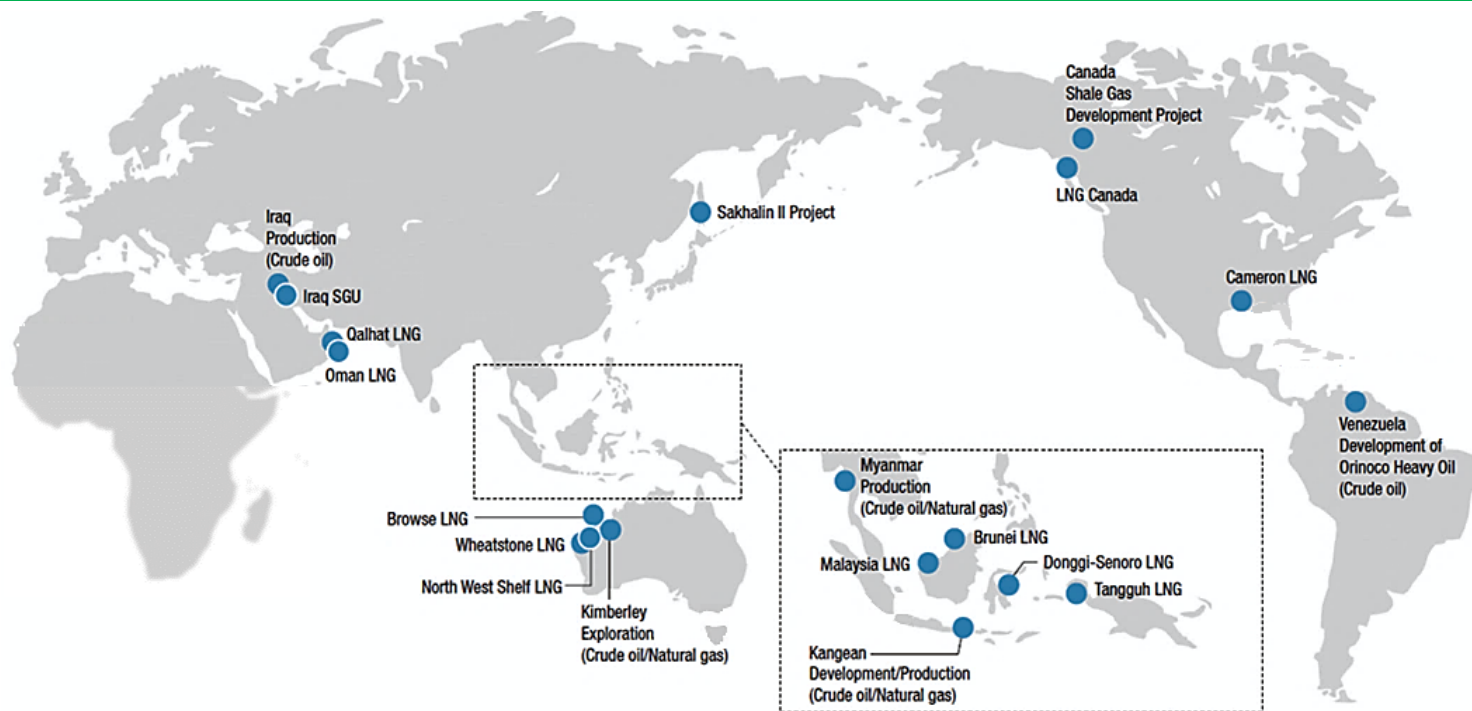 Canada
Shale Gas
Development Project
LNG Canada
Sakhalin II Project
Iraq
Production
(Crude oil)
Iraq SGU
Qalhat LNG
Oman LNG
Cameron LNG
Venezuela
Development of
Orinoco Heavy Oil
(Crude oil)
Browse LNG
Wheatstone LNG
North West Shelf LNG
Kimberley
Exploration
(Crude oil/Natural gas)
Myanmar
Production
(Crude oil/Natural gas)
Brunei LNG
Malaysia LNG
Donggi-Senoro LNG
Tangguh LNG
Kangean
Development/Production
(Crude oil/Natural gas)